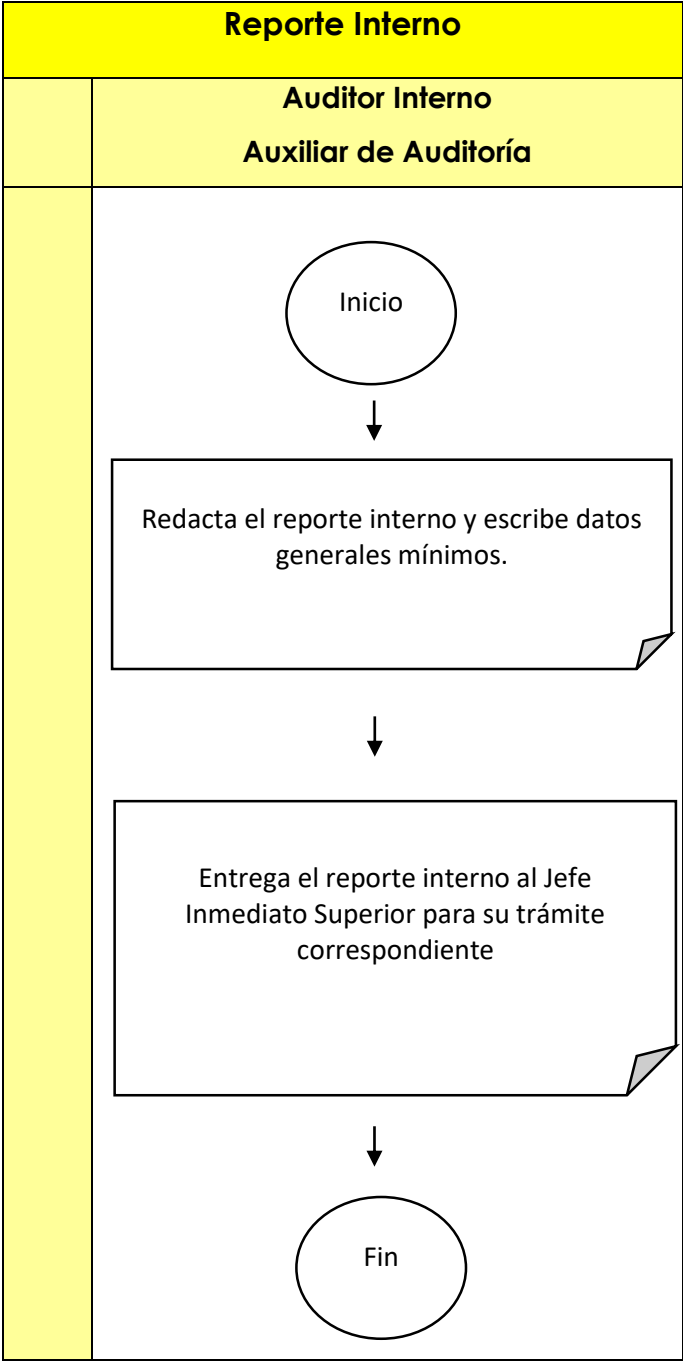 Reporte Interno
Auditor Interno
Auxiliar de Auditoría
Inicio
Redacta el reporte interno y escribe datos
generales mínimos.
Entrega el reporte interno al Jefe
Inmediato Superior para su trámite
correspondiente
Fin